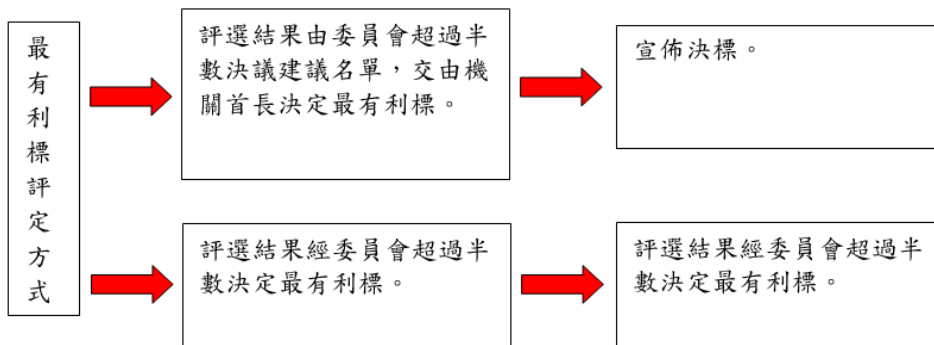 最有利標評定方式
評選結果由委員會超過半
數決議建議名單，交由機
關首長決定最有利標。
宣佈決標。
評選結果經委員會超過半
數決定最有利標。
評選結果經委員會超過半
數決定最有利標。